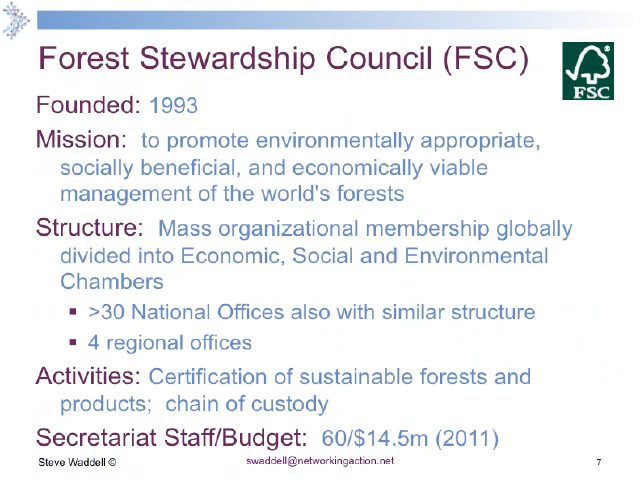 Forest Stewardship Council (FSC)
FSC
Founded: 1993
Mission: to promote environmentally appropriate,
socially beneficial, and economically viable
management of the world's forests
Structure: Mass organizational membership globally
divided into Economic, Social and Environmental
Chambers
▪ >30 National Offices also with similar structure
▪ 4 regional offices
Activities: Certification of sustainable forests and
products; chain of custody
Secretariat Staff/Budget: 60/$14.5m (2011)
Steve Waddell © swaddell@networkingaction.net 7